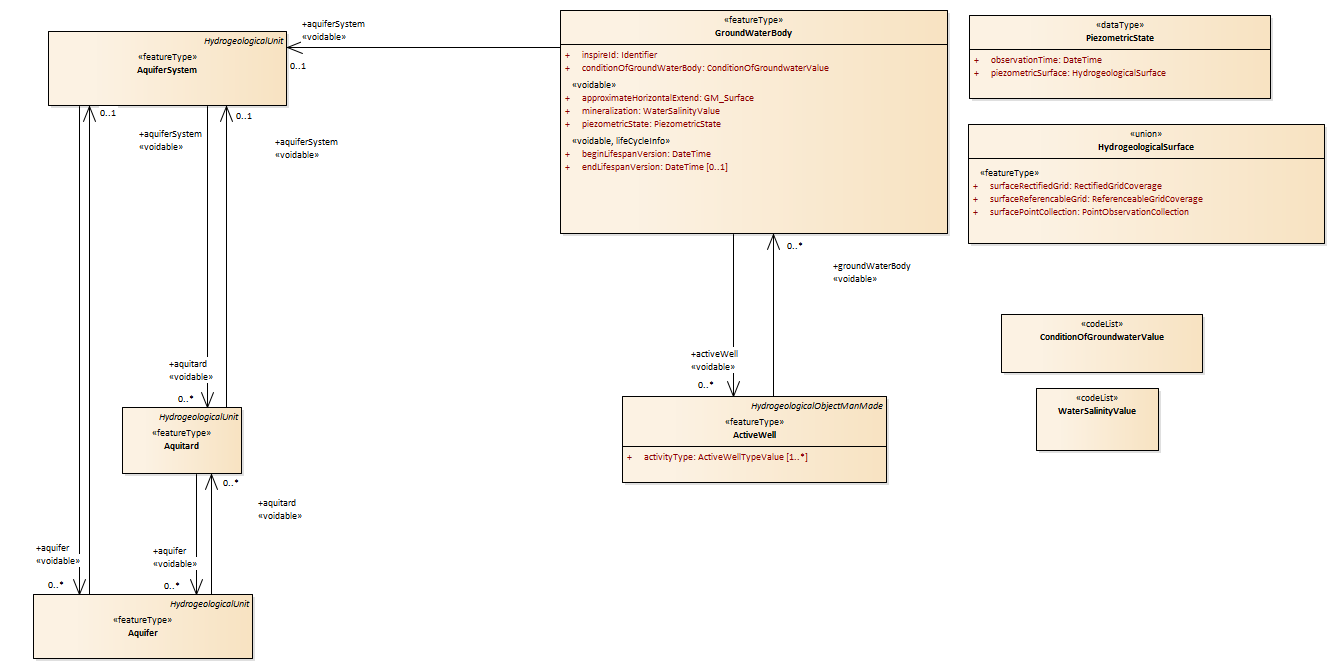 HydrogeologicalUnit
«featureType»
AquiferSystem
+aquiferSystem
«voidable»
0..1
«featureType»
GroundWaterBody
+ inspireId: Identifier
+ conditionOfGroundWaterBody: ConditionOfGroundwaterValue
«voidable»
+ approximateHorizontalExtend: GM_Surface
+ mineralization: WaterSalinityValue
+ piezometricState: PiezometricState
«voidable, lifeCycleInfo»
+ beginLifespanVersion: DateTime
+ endLifespanVersion: DateTime [0..1]
«dataType»
PiezometricState
+ observationTime: DateTime
+ piezometricSurface: HydrogeologicalSurface
«union»
HydrogeologicalSurface
«featureType»
+ surfaceRectifiedGrid: RectifiedGridCoverage
+ surfaceReferencableGrid: ReferenceableGridCoverage
+ surfacePointCollection: PointObservationCollection
0..1
0..1
+aquiferSystem
«voidable»
+aquiferSystem
«voidable»
0..*
+groundWaterBody
«voidable»
«codeList»
ConditionOfGroundwaterValue
«codeList»
WaterSalinityValue
+activeWell
«voidable»
0..*
HydrogeologicalObjectManMade
«featureType»
ActiveWell
+ activityType: ActiveWellTypeValue [1..*]
+aquitard
«voidable»
0..*
HydrogeologicalUnit
«featureType»
Aquitard
0..*
+aquitard
«voidable»
+aquifer
«voidable»
0..*
+aquifer
«voidable»
0..*
HydrogeologicalUnit
«featureType»
Aquifer